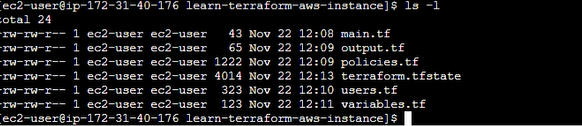 [ec2-user@ip-172-31-40-176 learn-terraform-aws-instance]$ ls -l
total 24
-rw-rw-r-- 1 ec2-user ec2-user   43 Nov 22 12:08 main.tf
-rw-rw-r-- 1 ec2-user ec2-user   65 Nov 22 12:09 output.tf
-rw-rw-r-- 1 ec2-user ec2-user 1222 Nov 22 12:09 policies.tf
-rw-rw-r-- 1 ec2-user ec2-user 4014 Nov 22 12:13 terraform.tfstate
-rw-rw-r-- 1 ec2-user ec2-user  323 Nov 22 12:10 users.tf
-rw-rw-r-- 1 ec2-user ec2-user  123 Nov 22 12:11 variables.tf
[ec2-user@ip-172-31-40-176 learn-terraform-aws-instance]$